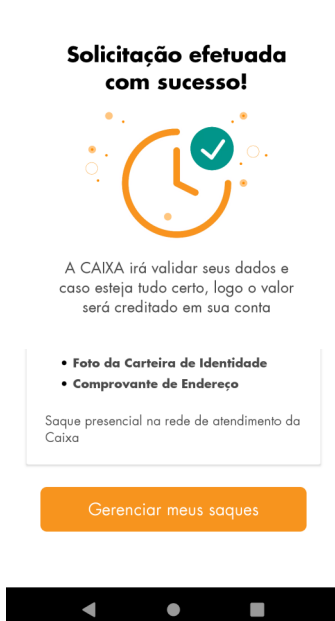 Solicitação efetuada
com sucesso!
A CAIXA irá validar seus dados e
caso esteja tudo certo, logo o valor
será creditado em sua conta
• Foto da Carteira de Identidade
• Comprovante de Endereço
Saque presencial na rede de atendimento da
Caixa
Gerenciar meus saques